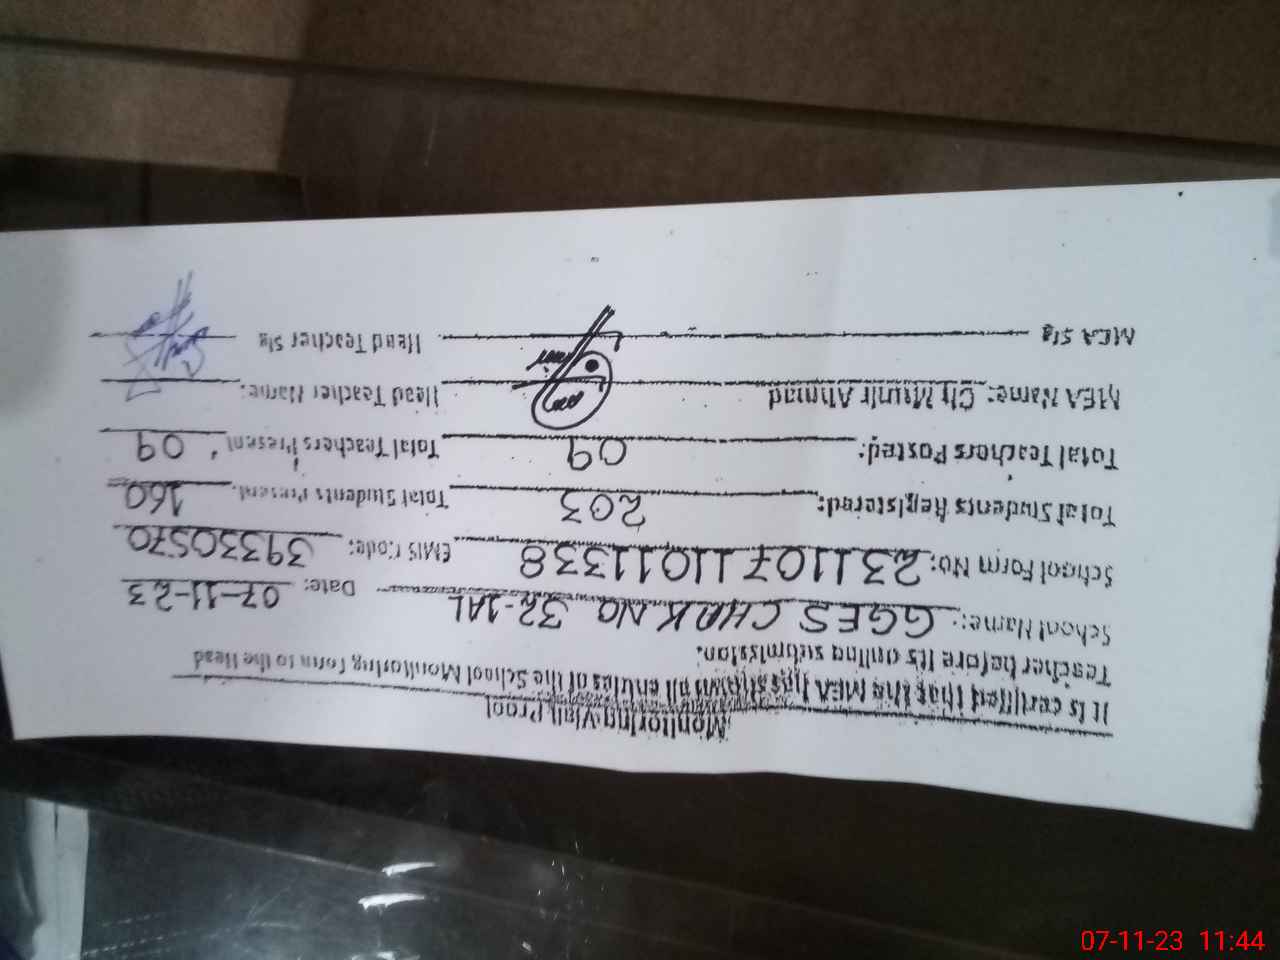 Monitoring Visit Proof
It is certified that the MEA has shown all entries of the School Monitoring Form to the Head
Teacher before its onling submission.
School Name: GGES CHAK NO 32-1AL Date: 07-11-23
School Form No: 23110711011338 EMIS Code: 39330570
Total Students Registered: 203 Total Students Present. 160
Total Teachers Posted: 09 Total Teachers Present 09
MEA Name: Ch Munir Ahmad Head Teacher Name:
MEA Sig Head Teacher Sig
07-11-23 11:44